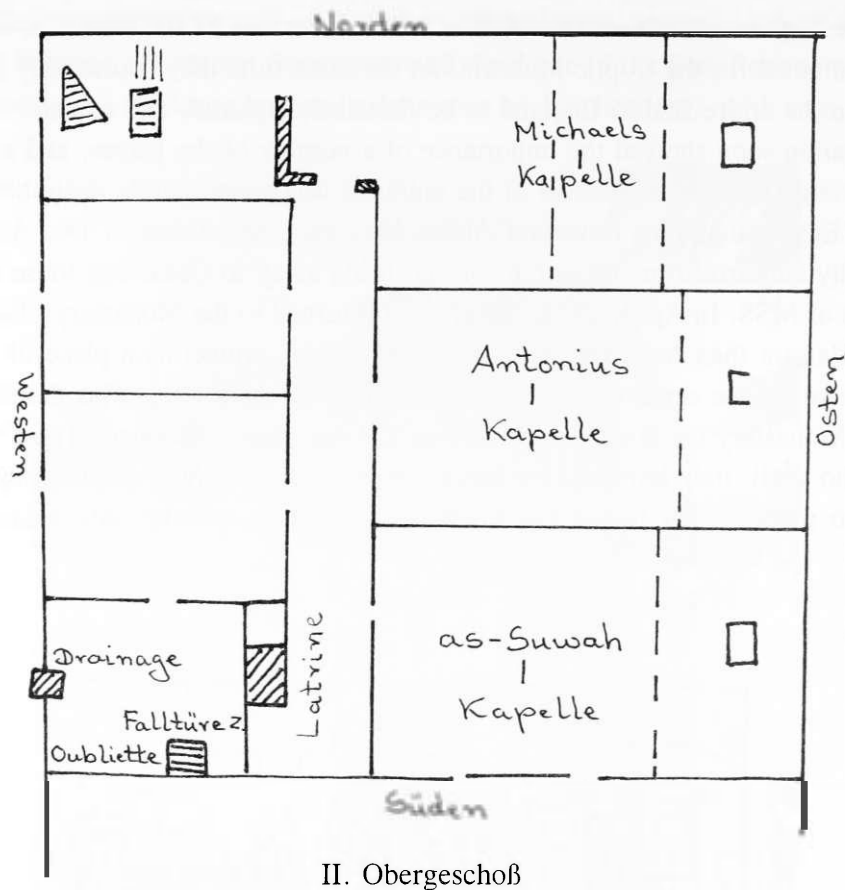 Norden
Michaels
Kapelle
Antonius
Kapelle
Westen
Osten
as-Suwah
Kapelle
Latrine
Drainage
Falltüre z.
Oubliette
Süden
II. Obergeschoß